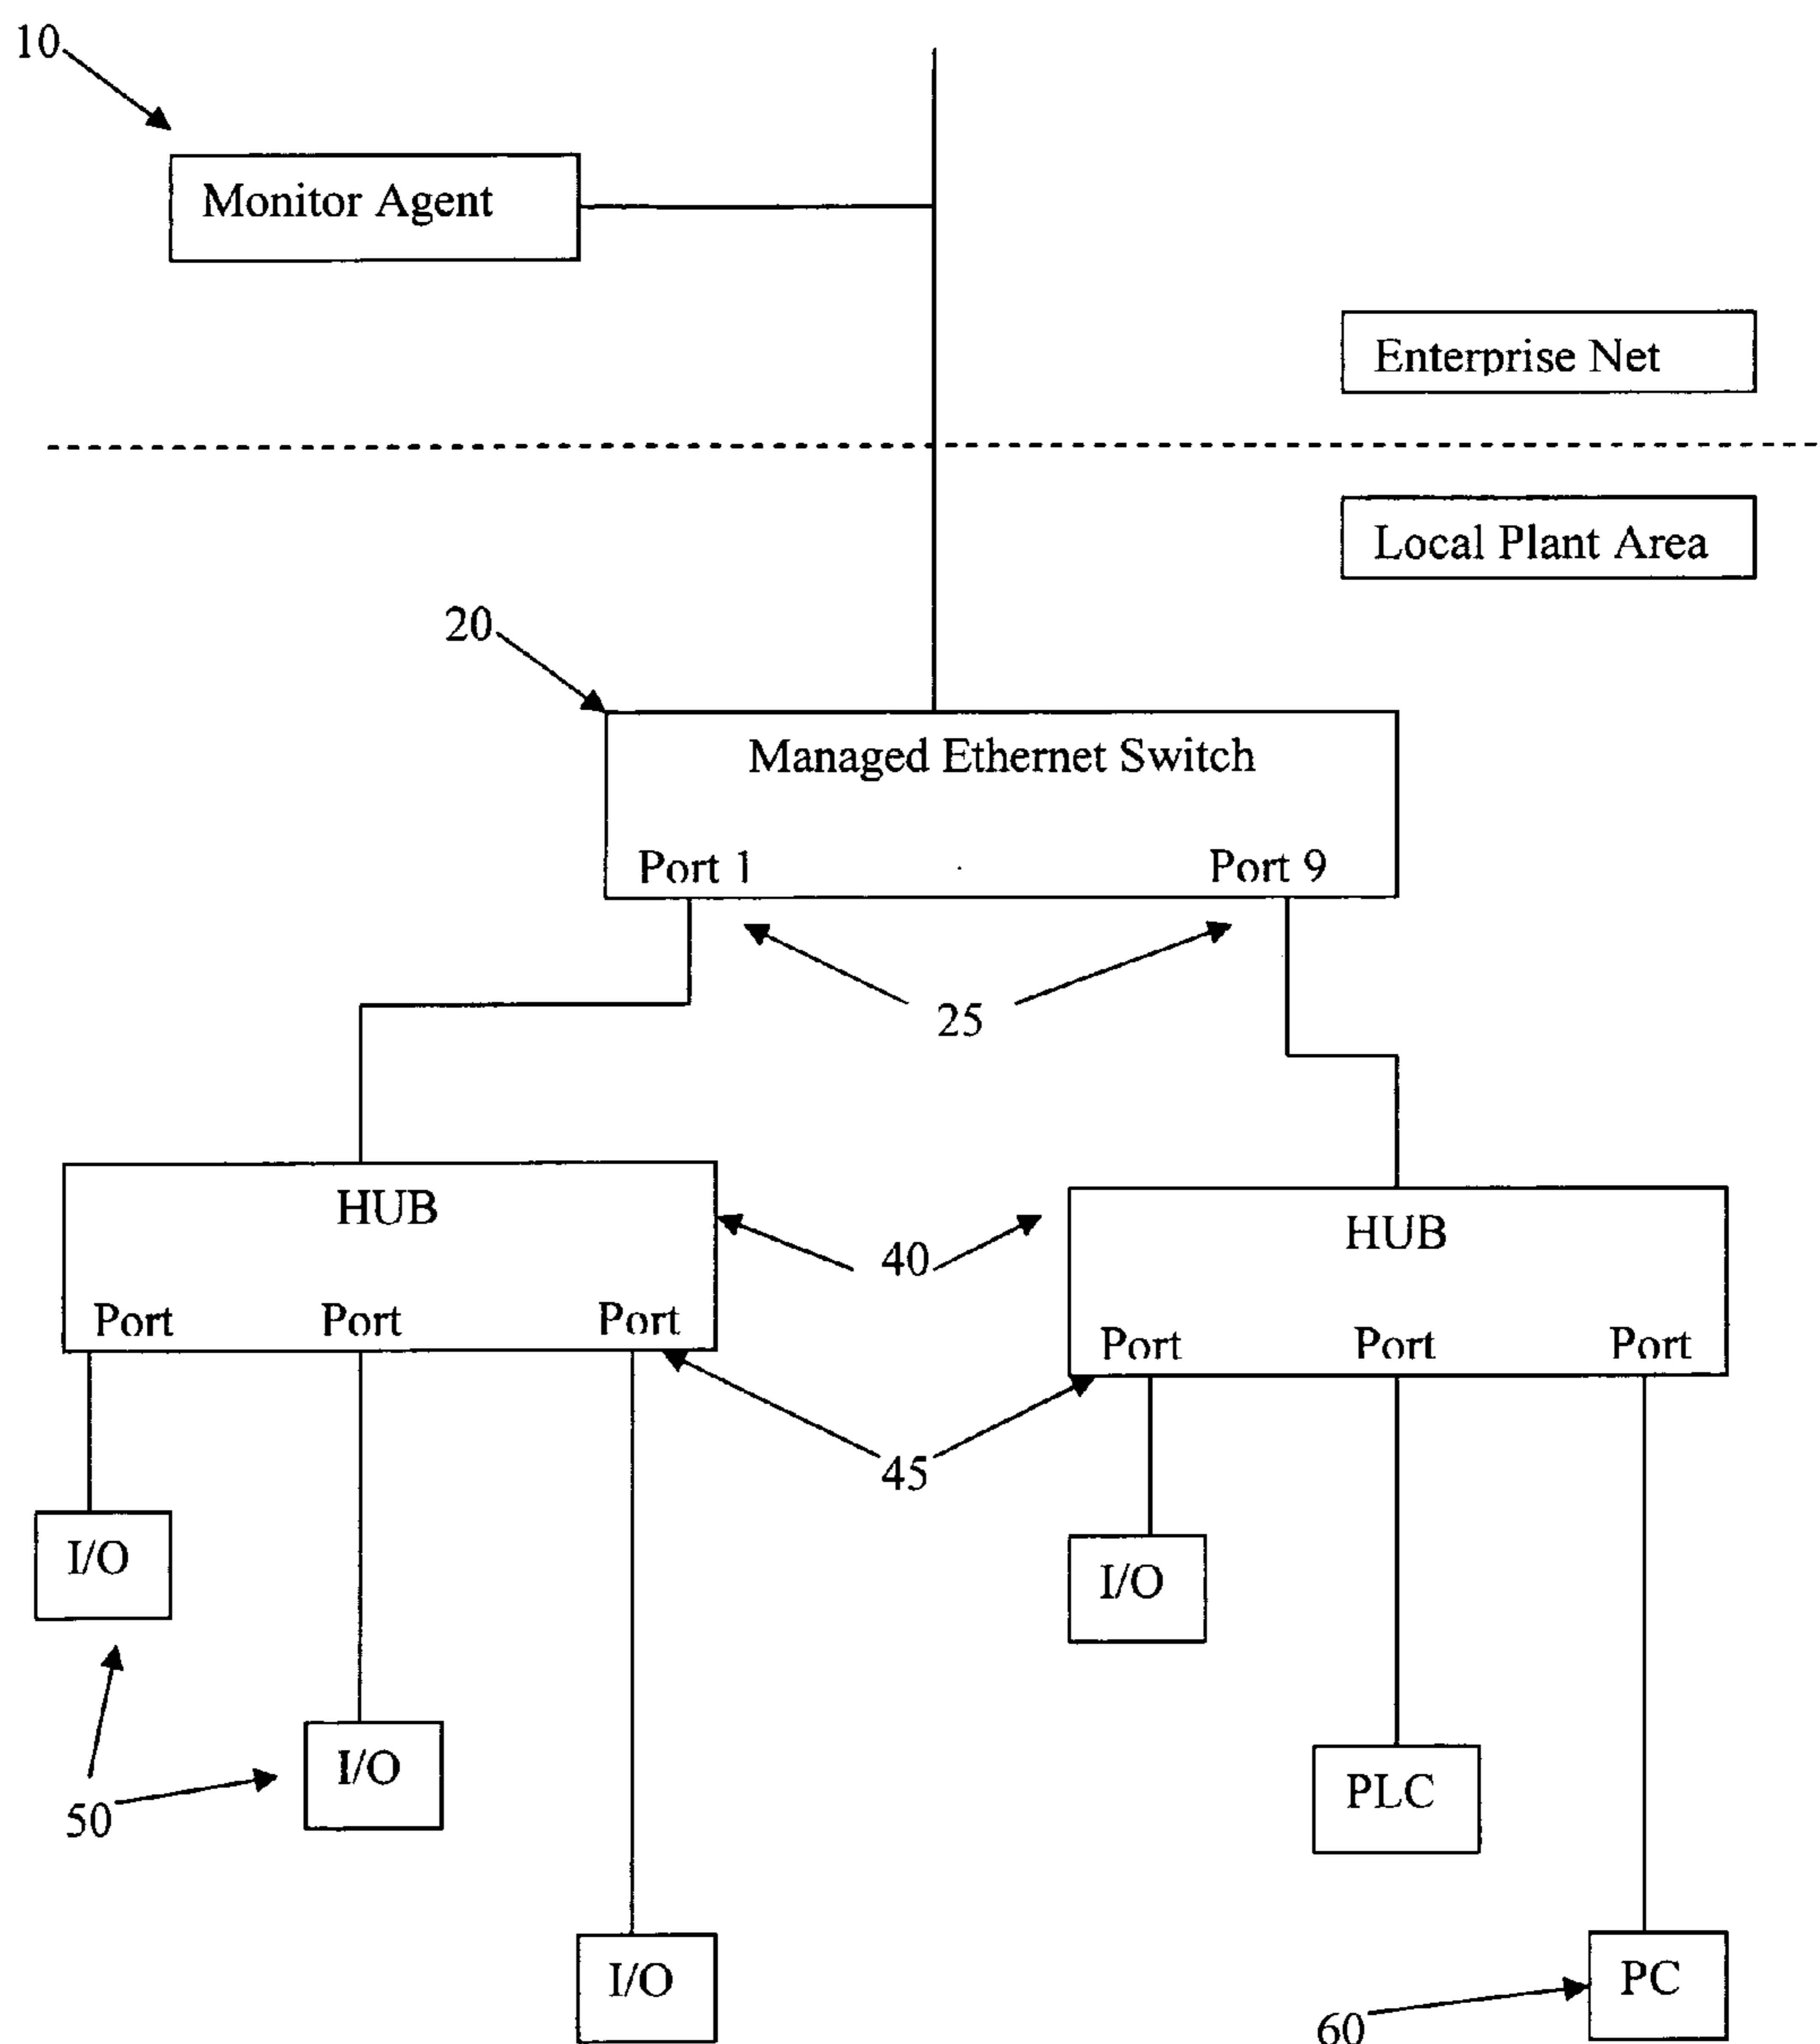 10
Monitor Agent
Enterprise Net
Local Plant Area
20
Managed Ethernet Switch
Port 1
Port 9
25
HUB
HUB
40
Port Port Port
Port Port Port
45
I/O
I/O
I/O
PLC
50
I/O
PC
60